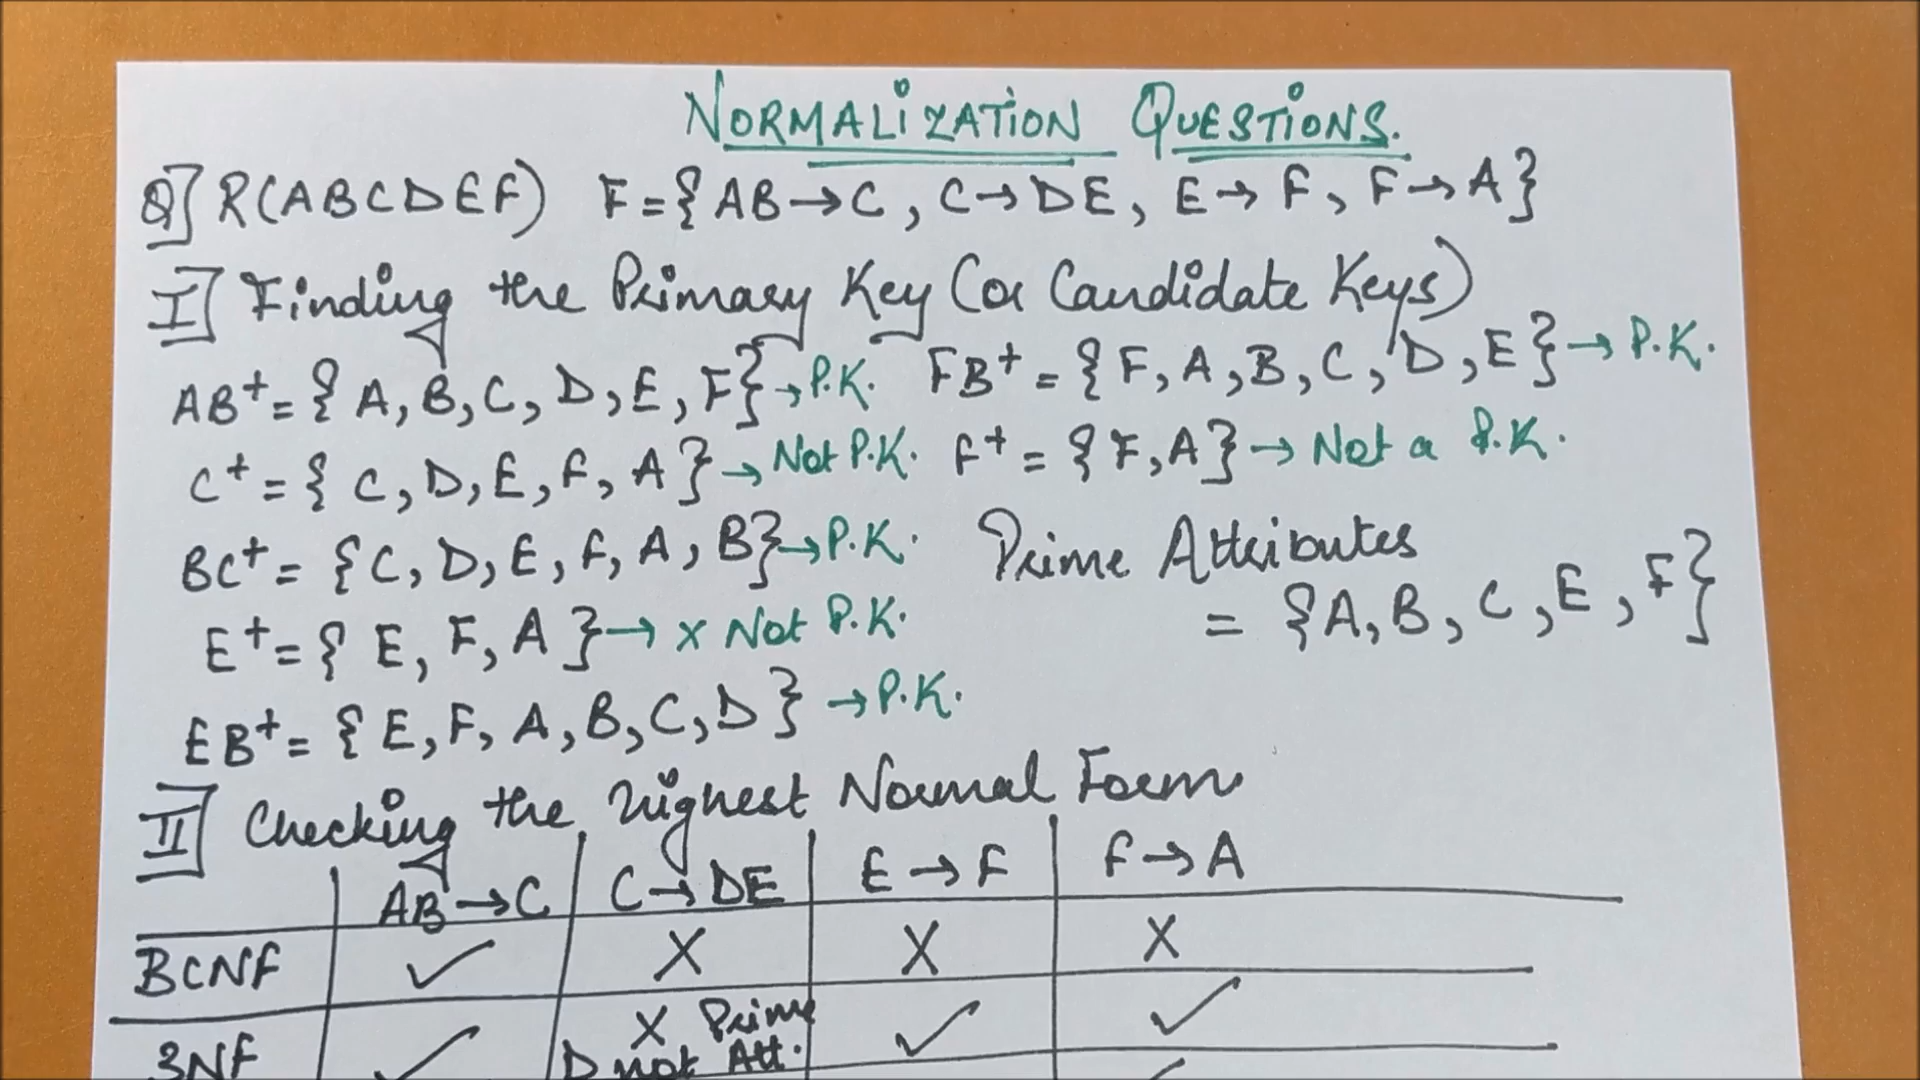 NORMALIZATION QUESTIONS.
Q] R(ABCDEF) F={AB→C, C→DE, E→F, F→A}
I] Finding the Primary Key (or Candidate Keys)
AB+={A,B,C,D,E,F}→P.K.
C+={C,D,E,F,A}→Not P.K.
BC+={C,D,E,F,A,B}→P.K.
E+={E,F,A}→x Not P.K.
EB+={E,F,A,B,C,D}→P.K.
FB+={F,A,B,C,D,E}→P.K.
F+={F,A}→Not a P.K.
Prime Attributes
={A,B,C,E,F}
II] Checking the Highest Normal Form
AB→C C→DE E→F F→A
BCNF ✓ X X X
3NF ✓ X Prime ✓ ✓
D not Att.